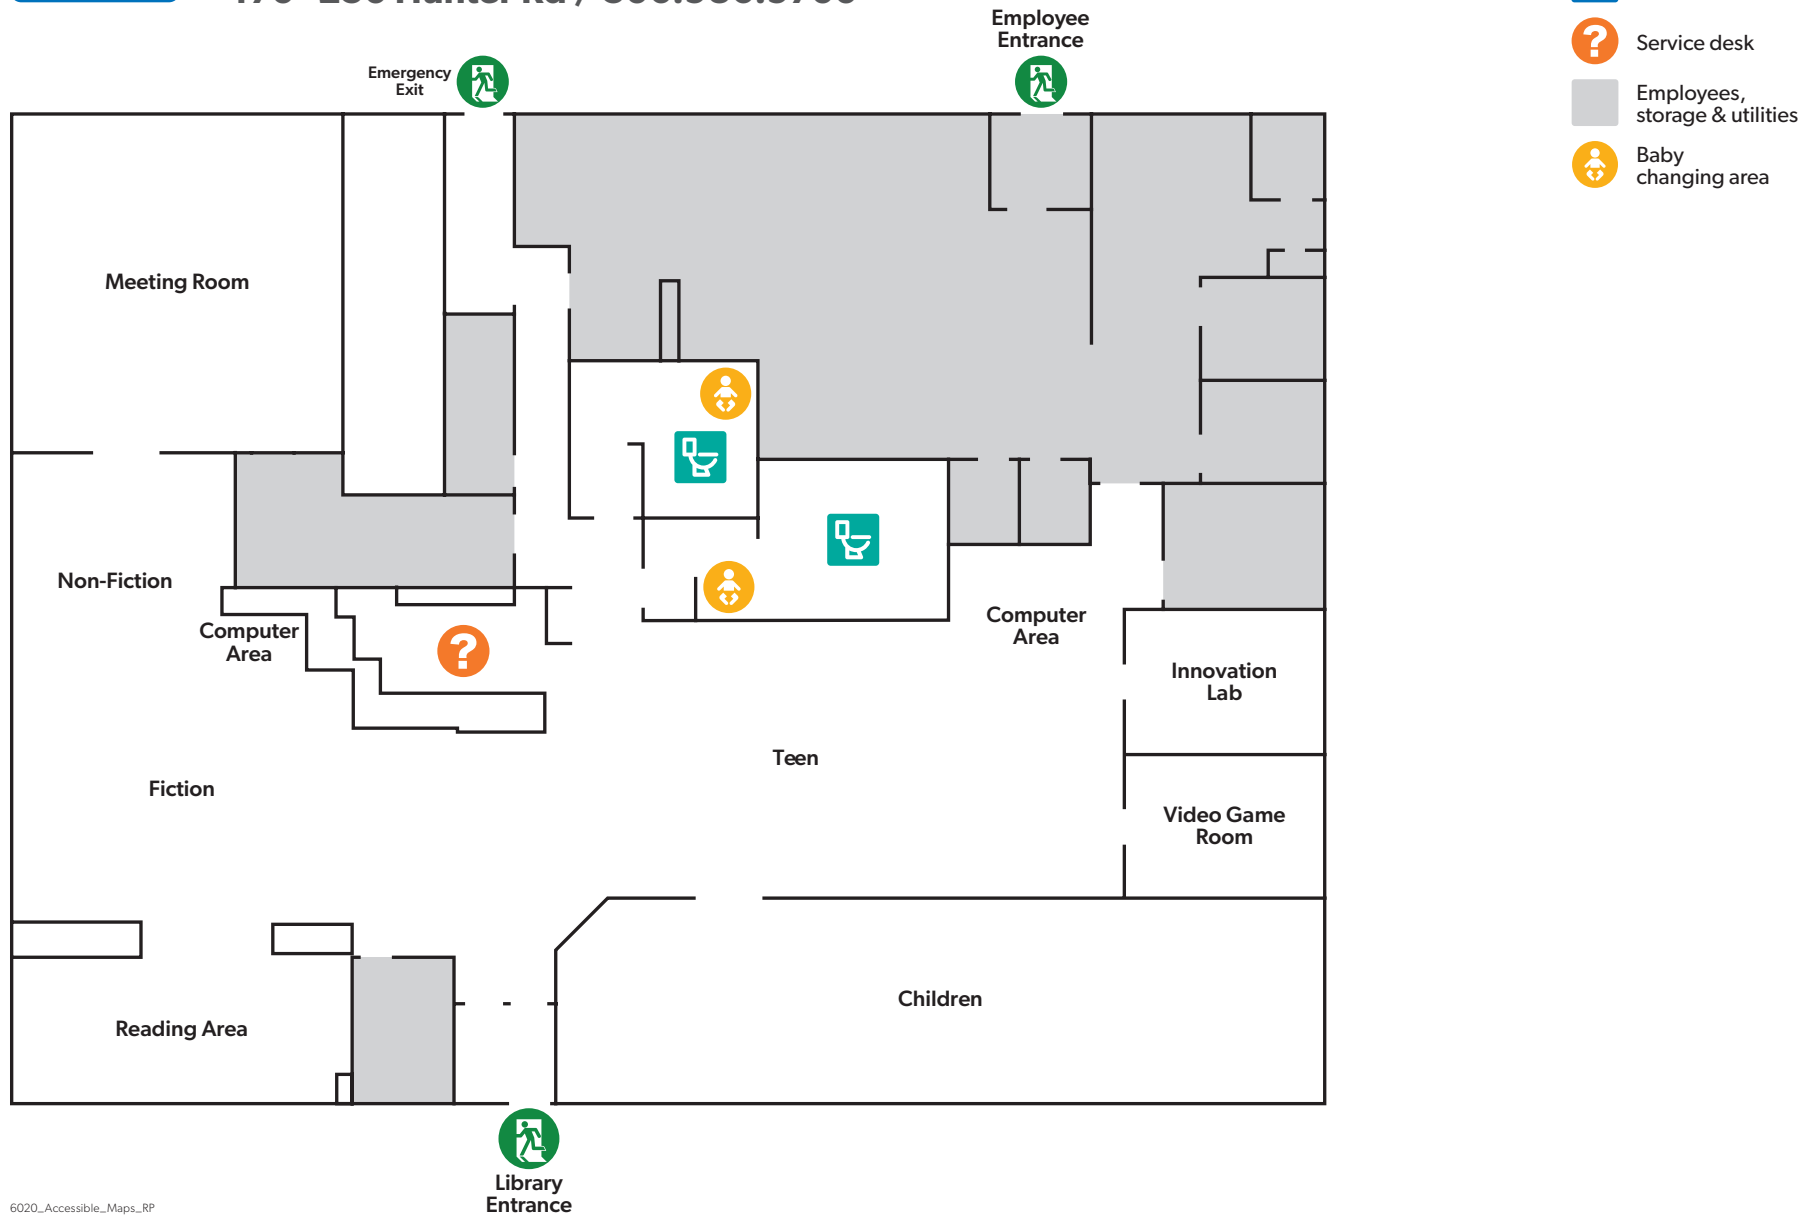 Employee
Entrance
Emergency
Exit
Service desk
Employees,
storage & utilities
Baby
changing area
Meeting Room
Non-Fiction
Computer
Area
Computer
Area
Innovation
Lab
Teen
Fiction
Video Game
Room
Children
Reading Area
Library
Entrance
6020_Accessible_Maps_RP